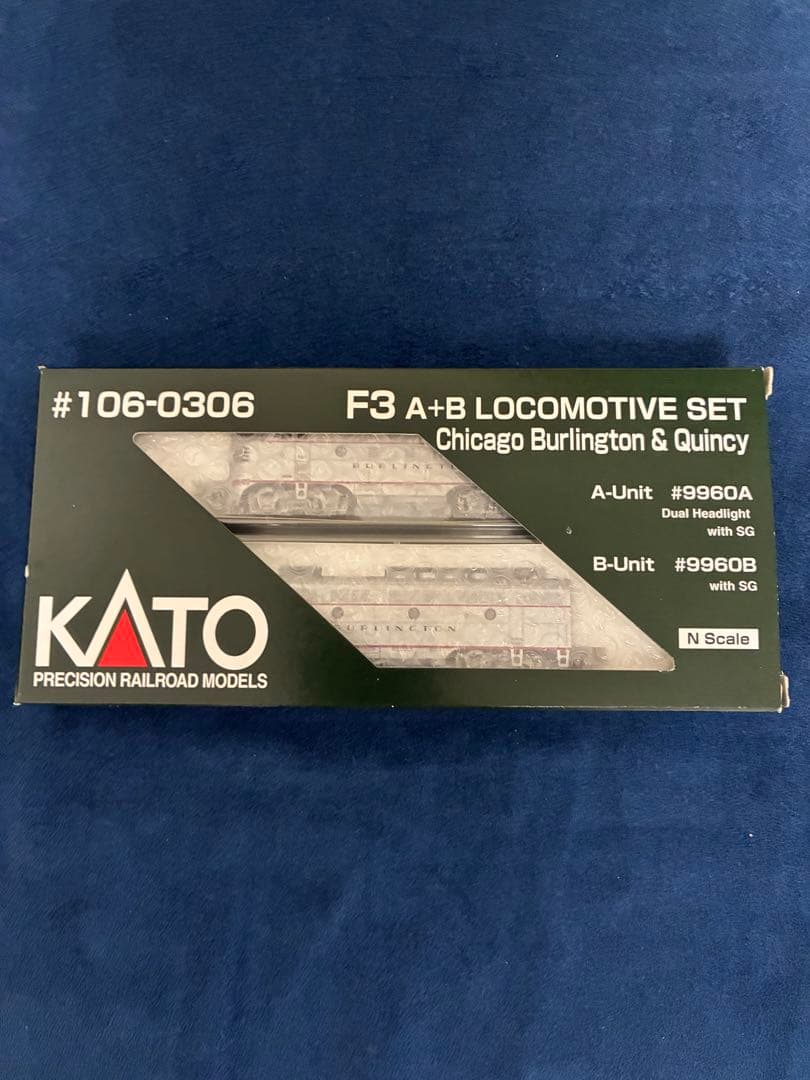 #106-0306
F3 A+B LOCOMOTIVE SET
Chicago Burlington & Quincy
A-Unit #9960A
Dual Headlight
with SG
B-Unit #9960B
with SG
N Scale
KATO
PRECISION RAILROAD MODELS
BURLINGTON